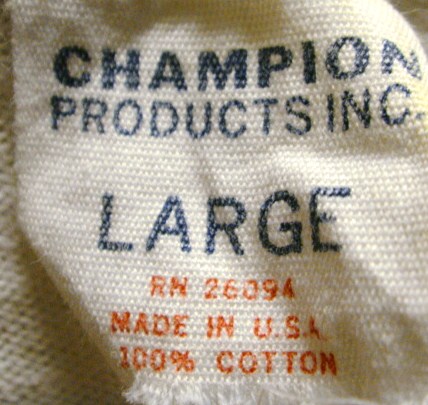 CHAMPION
PRODUCTS INC.
LARGE
RN 26094
MADE IN U.S.A.
100% COTTON